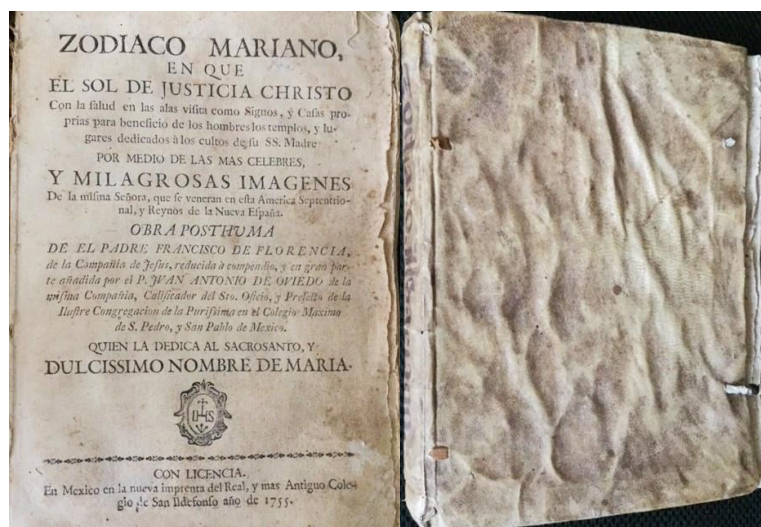 ZODIACO MARIANO,
EN QUE
EL SOL DE JUSTICIA CHRISTO
Con la salud en las alas visita como Signos, y Casas pro-
prias para beneficio de los hombres los templos, y lu-
gares dedicados à los cultos de su SS. Madre
POR MEDIO DE LAS MAS CELEBRES,
Y MILAGROSAS IMAGENES
De la misma Señora, que se veneran en esta America Septentrio-
nal, y Reynos de la Nueva España.
OBRA POSTHUMA
DE EL PADRE FRANCISCO DE FLORENCIA,
de la Compañia de Jesus, reducida à compendio, y en gran par-
te añadida por el P. JVAN ANTONIO DE OVIEDO de la
misma Compañia, Calificador del Sto. Oficio, y Prefecto de la
Ilustre Congregacion de la Purissima en el Colegio Maximo
de S. Pedro, y San Pablo de Mexico.
QUIEN LA DEDICA AL SACROSANTO, Y
DULCISSIMO NOMBRE DE MARIA.
IHS
CON LICENCIA.
En Mexico en la nueva imprenta del Real, y mas Antiguo Cole-
gio de San Ildefonso año de 1755.